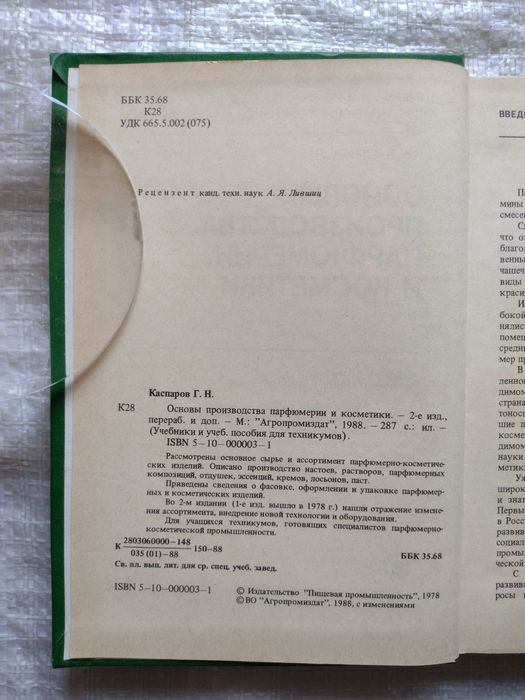 ББК 35.68
К28
УДК 665.5.002 (075)
Рецензент канд. техн. наук А. Я. Лившиц
Каспаров Г. Н.
К28 Основы производства парфюмерии и косметики. – 2-е изд.,
перераб. и доп. – М.: "Агропромиздат", 1988. – 287 с.: ил. –
(Учебники и учеб. пособия для техникумов).
ISBN 5–10–000003–1
Рассмотрены основное сырье и ассортимент парфюмерно-косметиче-
ских изделий. Описано производство настоев, растворов, парфюмерных
композиций, отдушек, эссенций, кремов, лосьонов, паст.
Приведены сведения о фасовке, оформлении и упаковке парфюмер-
ных и косметических изделий.
Во 2-м издании (1-е изд. вышло в 1978 г.) нашли отражение измене-
ния ассортимента, внедрение новой технологии и оборудования.
Для учащихся техникумов, готовящих специалистов парфюмерно-
косметической промышленности.
К 2803060000–148
035 (01)–88 150–88
ББК 35.68
Св. пл. вып. лит. для ср. спец. учеб. завед.
ISBN 5–10–000003–1
© Издательство "Пищевая промышленность", 1978
© ВО "Агропромиздат", 1988, с изменениями